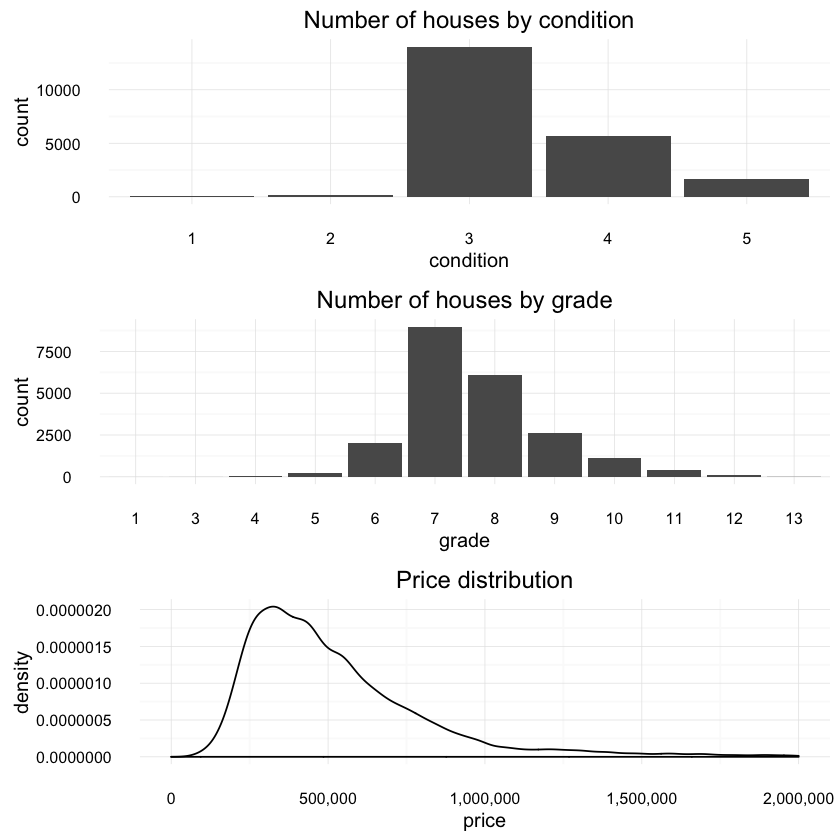 Number of houses by condition
10000
5000
0
count
1 2 3 4 5
condition
Number of houses by grade
7500
5000
2500
0
count
1 3 4 5 6 7 8 9 10 11 12 13
grade
Price distribution
0.0000020
0.0000015
0.0000010
0.0000005
0.0000000
density
0 500,000 1,000,000 1,500,000 2,000,000
price